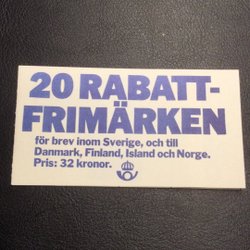 20 RABATT-
FRIMÄRKEN
för brev inom Sverige, och till
Danmark, Finland, Island och Norge.
Pris: 32 kronor.